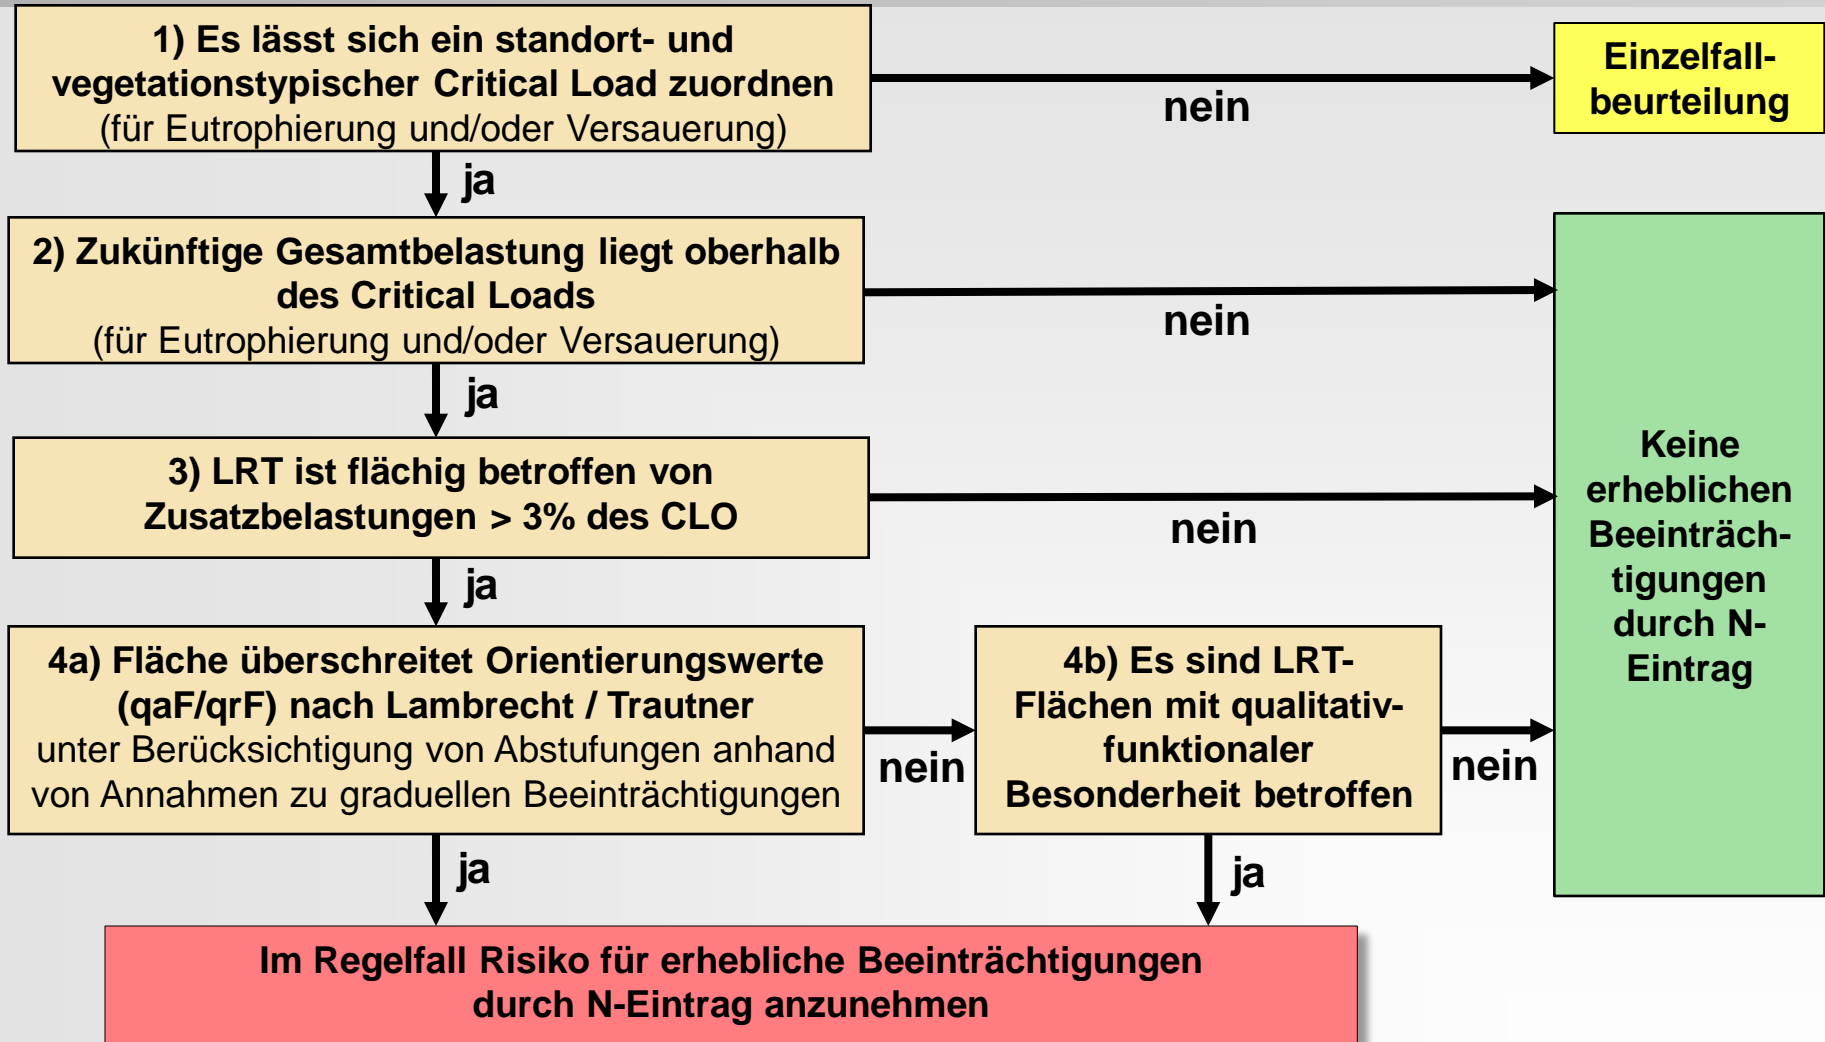 1) Es lässt sich ein standort- und
vegetationstypischer Critical Load zuordnen
(für Eutrophierung und/oder Versauerung)
nein
Einzelfall-
beurteilung
ja
2) Zukünftige Gesamtbelastung liegt oberhalb
des Critical Loads
(für Eutrophierung und/oder Versauerung)
nein
ja
3) LRT ist flächig betroffen von
Zusatzbelastungen > 3% des CLO
nein
ja
Keine
erheblichen
Beeinträch-
tigungen
durch N-
Eintrag
4a) Fläche überschreitet Orientierungswerte
(qaF/qrF) nach Lambrecht / Trautner
unter Berücksichtigung von Abstufungen anhand
von Annahmen zu graduellen Beeinträchtigungen
nein
4b) Es sind LRT-
Flächen mit qualitativ-
funktionaler
Besonderheit betroffen
nein
ja
ja
Im Regelfall Risiko für erhebliche Beeinträchtigungen
durch N-Eintrag anzunehmen